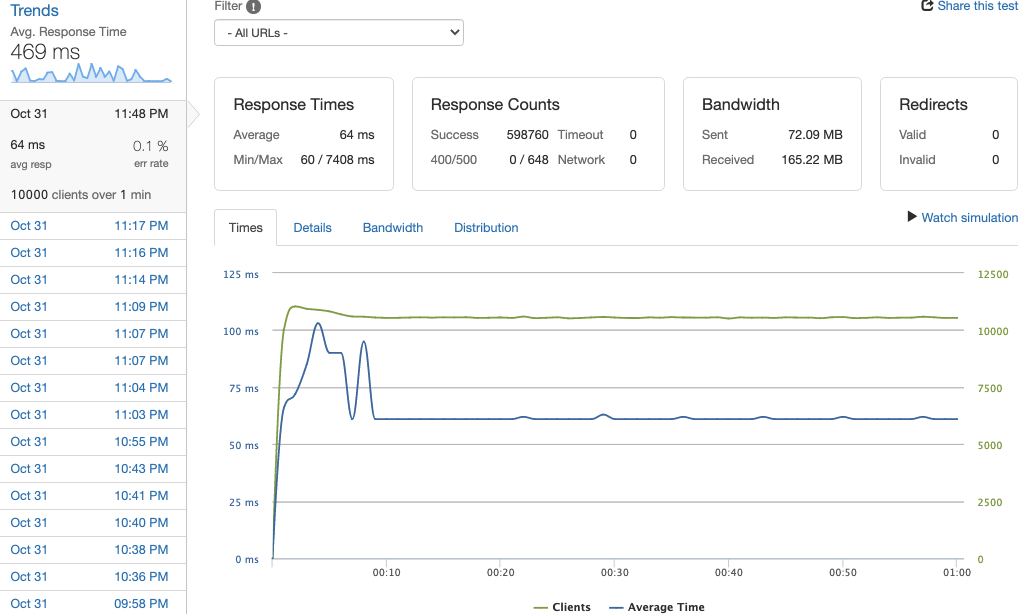 Trends
Avg. Response Time
469 ms
Oct 31 11:48 PM
64 ms 0.1 %
avg resp err rate
10000 clients over 1 min
Oct 31 11:17 PM
Oct 31 11:16 PM
Oct 31 11:14 PM
Oct 31 11:09 PM
Oct 31 11:07 PM
Oct 31 11:07 PM
Oct 31 11:04 PM
Oct 31 11:03 PM
Oct 31 10:55 PM
Oct 31 10:43 PM
Oct 31 10:41 PM
Oct 31 10:40 PM
Oct 31 10:38 PM
Oct 31 10:36 PM
Oct 31 09:58 PM
Filter !
Share this test
- All URLs -
Response Times
Average 64 ms
Min/Max 60 / 7408 ms
Response Counts
Success 598760 Timeout 0
400/500 0 / 648 Network 0
Bandwidth
Sent 72.09 MB
Received 165.22 MB
Redirects
Valid 0
Invalid 0
Times Details Bandwidth Distribution
Watch simulation
125 ms 12500
100 ms 10000
75 ms 7500
50 ms 5000
25 ms 2500
0 ms 0
00:10 00:20 00:30 00:40 00:50 01:00
Clients Average Time